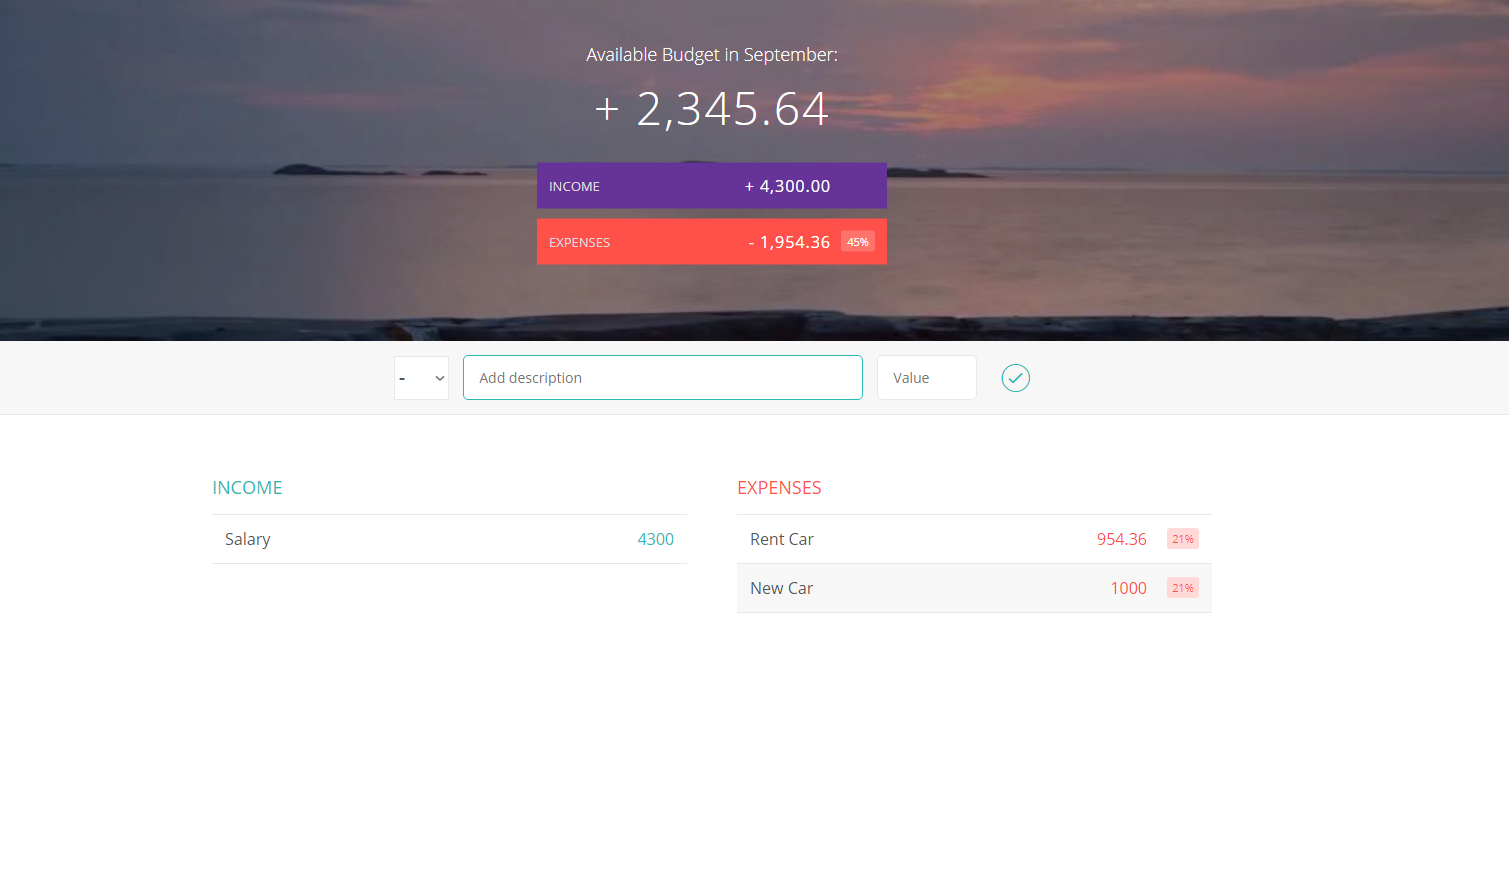 Available Budget in September:
+ 2,345.64
INCOME + 4,300.00
EXPENSES - 1,954.36 45%
- Add description Value
INCOME
Salary 4300
EXPENSES
Rent Car 954.36 21%
New Car 1000 21%